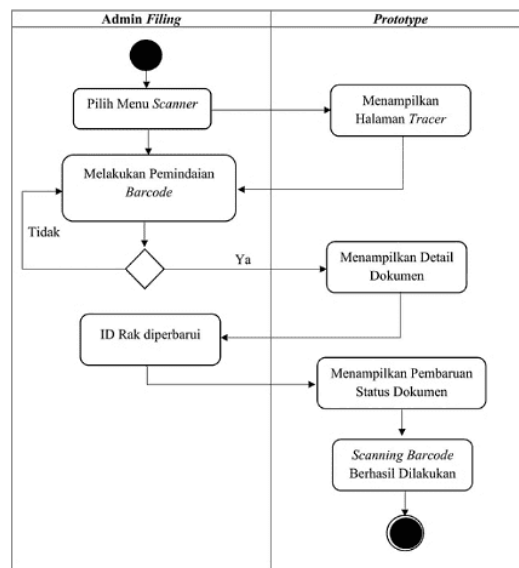 Admin Filing
Prototype
Pilih Menu Scanner
Menampilkan
Halaman Tracer
Melakukan Pemindaian
Barcode
Tidak
Ya
Menampilkan Detail
Dokumen
ID Rak diperbarui
Menampilkan Pembaruan
Status Dokumen
Scanning Barcode
Berhasil Dilakukan